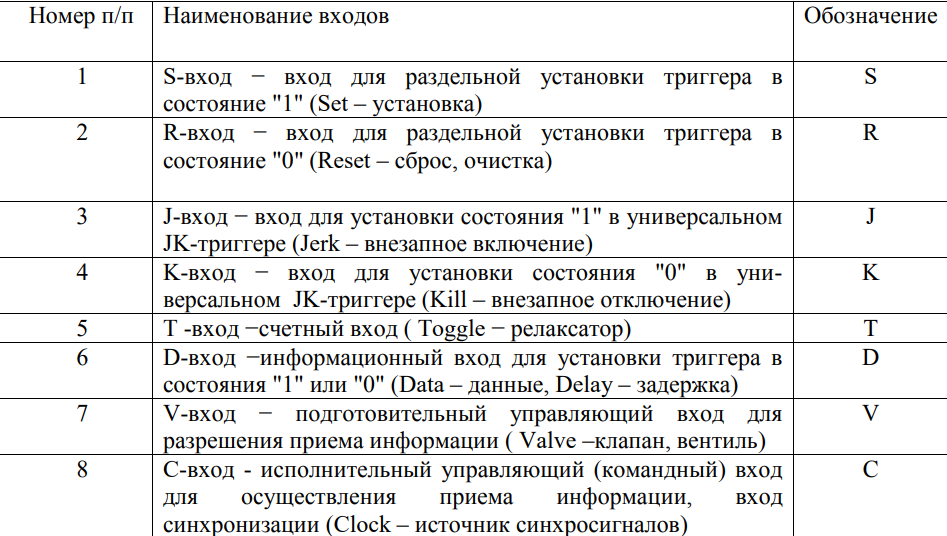 Номер п/п Наименование входов Обозначение
1 S-вход − вход для раздельной установки триггера в S
состояние "1" (Set – установка)
2 R-вход − вход для раздельной установки триггера в R
состояние "0" (Reset – сброс, очистка)
3 J-вход − вход для установки состояния "1" в универсальном J
JK-триггере (Jerk – внезапное включение)
4 K-вход − вход для установки состояния "0" в уни- K
версальном JK-триггере (Kill – внезапное отключение)
5 T -вход −счетный вход ( Toggle − релаксатор) T
6 D-вход −информационный вход для установки триггера в D
состояния "1" или "0" (Data – данные, Delay – задержка)
7 V-вход − подготовительный управляющий вход для V
разрешения приема информации ( Valve –клапан, вентиль)
8 C-вход - исполнительный управляющий (командный) вход C
для осуществления приема информации, вход
синхронизации (Clock – источник синхросигналов)